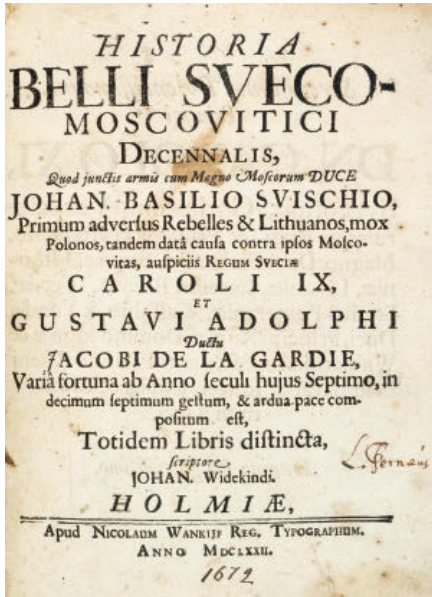 HISTORIA
BELLI SVECO-
MOSCOVITICI
DECENNALIS,
Quod junctis armis cum Magno Moscorum DUCE
JOHAN. BASILIO SVISCHIO,
Primum adversus Rebelles & Lithuanos, mox
Polonos, tandem datâ causa contra ipsos Mosco-
vitas, auspiciis REGUM SVECIÆ
CAROLI IX,
ET
GUSTAVI ADOLPHI
Ductu
JACOBI DE LA GARDIE,
Variâ fortuna ab Anno seculi hujus Septimo, in
decimum septimum gestum, & ardua pace com-
positum est,
Totidem Libris distincta,
scriptore
JOHAN. Widekindi.
HOLMIÆ,
Apud NICOLAUM WANKIJF REG. TYPOGRAPHUM.
ANNO MDCLXXII.
1672